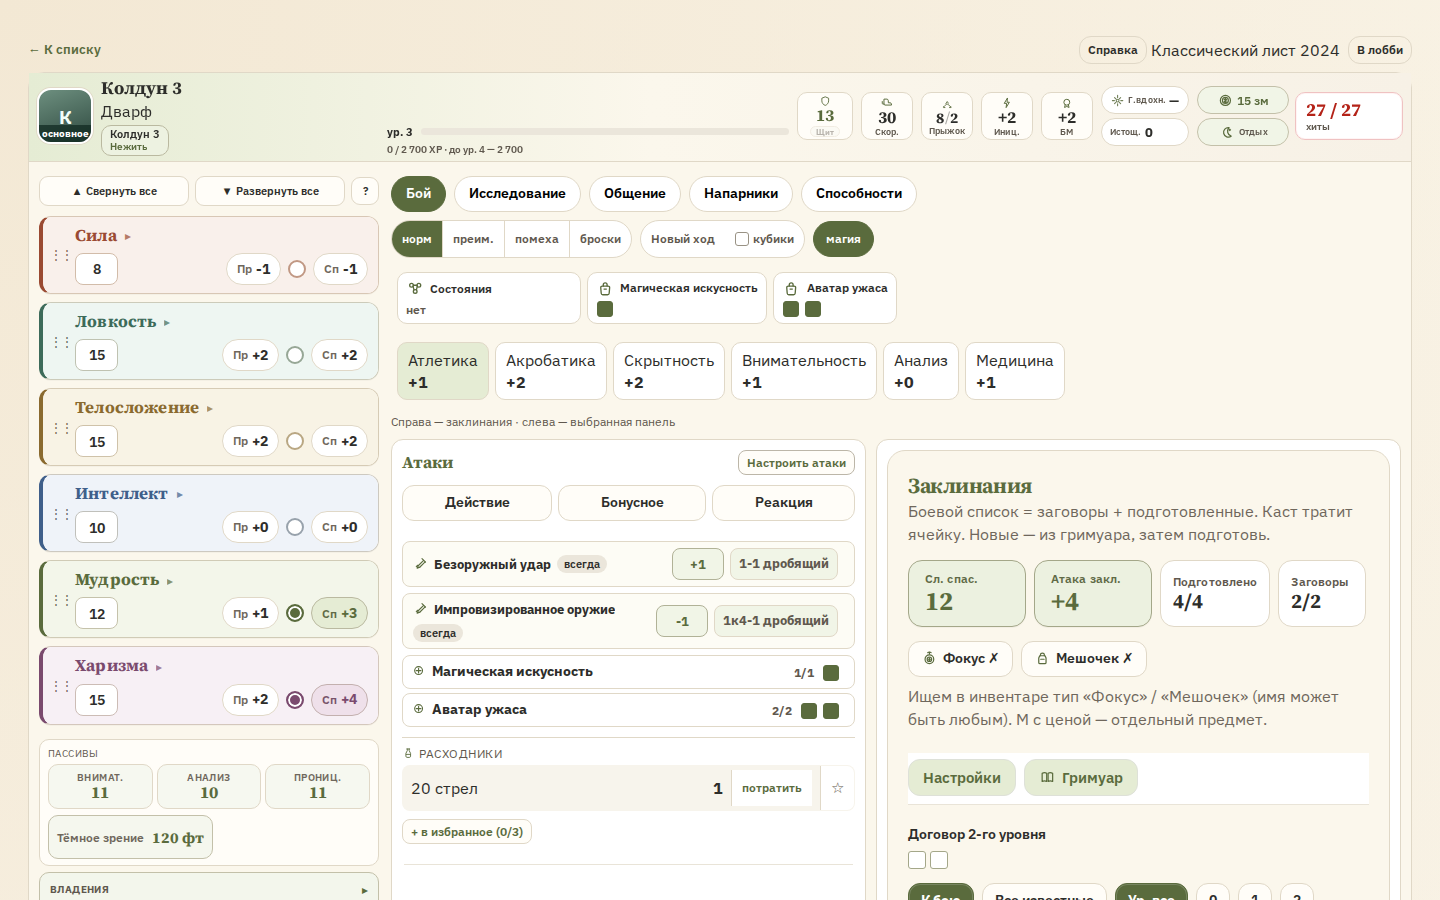 ← К списку
Справка Классический лист 2024 В лобби
К
основное
Колдун 3
Дварф
Колдун 3
Нежить
ур. 3
0 / 2 700 XP · до ур. 4 — 2 700
13
Щит
30
Скор.
8/2
Прыжок
+2
Иниц.
+2
БМ
Г.вдохн. —
Истощ. 0
15 зм
Отдых
27 / 27
хиты
▲ Свернуть все ▼ Развернуть все ?
Сила ▸
8 Пр -1 Сп -1
Ловкость ▸
15 Пр +2 Сп +2
Телосложение ▸
15 Пр +2 Сп +2
Интеллект ▸
10 Пр +0 Сп +0
Мудрость ▸
12 Пр +1 Сп +3
Харизма ▸
15 Пр +2 Сп +4
ПАССИВЫ
ВНИМАТ. АНАЛИЗ ПРОНИЦ.
11 10 11
Тёмное зрение 120 фт
ВЛАДЕНИЯ ▸
Бой Исследование Общение Напарники Способности
норм преим. помеха броски Новый ход кубики магия
Состояния
нет
Магическая искусность
Аватар ужаса
Атлетика Акробатика Скрытность Внимательность Анализ Медицина
+1 +2 +2 +1 +0 +1
Справа — заклинания · слева — выбранная панель
Атаки Настроить атаки
Действие Бонусное Реакция
Безоружный удар всегда +1 1-1 дробящий
Импровизированное оружие
всегда
-1 1к4-1 дробящий
Магическая искусность 1/1
Аватар ужаса 2/2
РАСХОДНИКИ
20 стрел 1 потратить ☆
+ в избранное (0/3)
Заклинания
Боевой список = заговоры + подготовленные. Каст тратит
ячейку. Новые — из гримуара, затем подготовь.
Сл. спас.
12
Атака закл.
+4
Подготовлено
4/4
Заговоры
2/2
Фокус ✗ Мешочек ✗
Ищем в инвентаре тип «Фокус» / «Мешочек» (имя может
быть любым). М с ценой — отдельный предмет.
Настройки Гримуар
Договор 2-го уровня